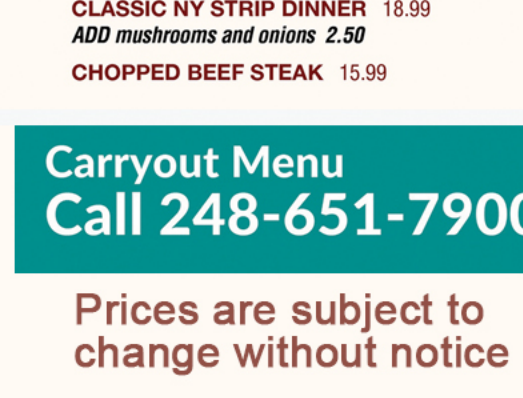 CLASSIC NY STRIP DINNER 18.99
ADD mushrooms and onions 2.50
CHOPPED BEEF STEAK 15.99
Carryout Menu
Call 248-651-7900
Prices are subject to
change without notice